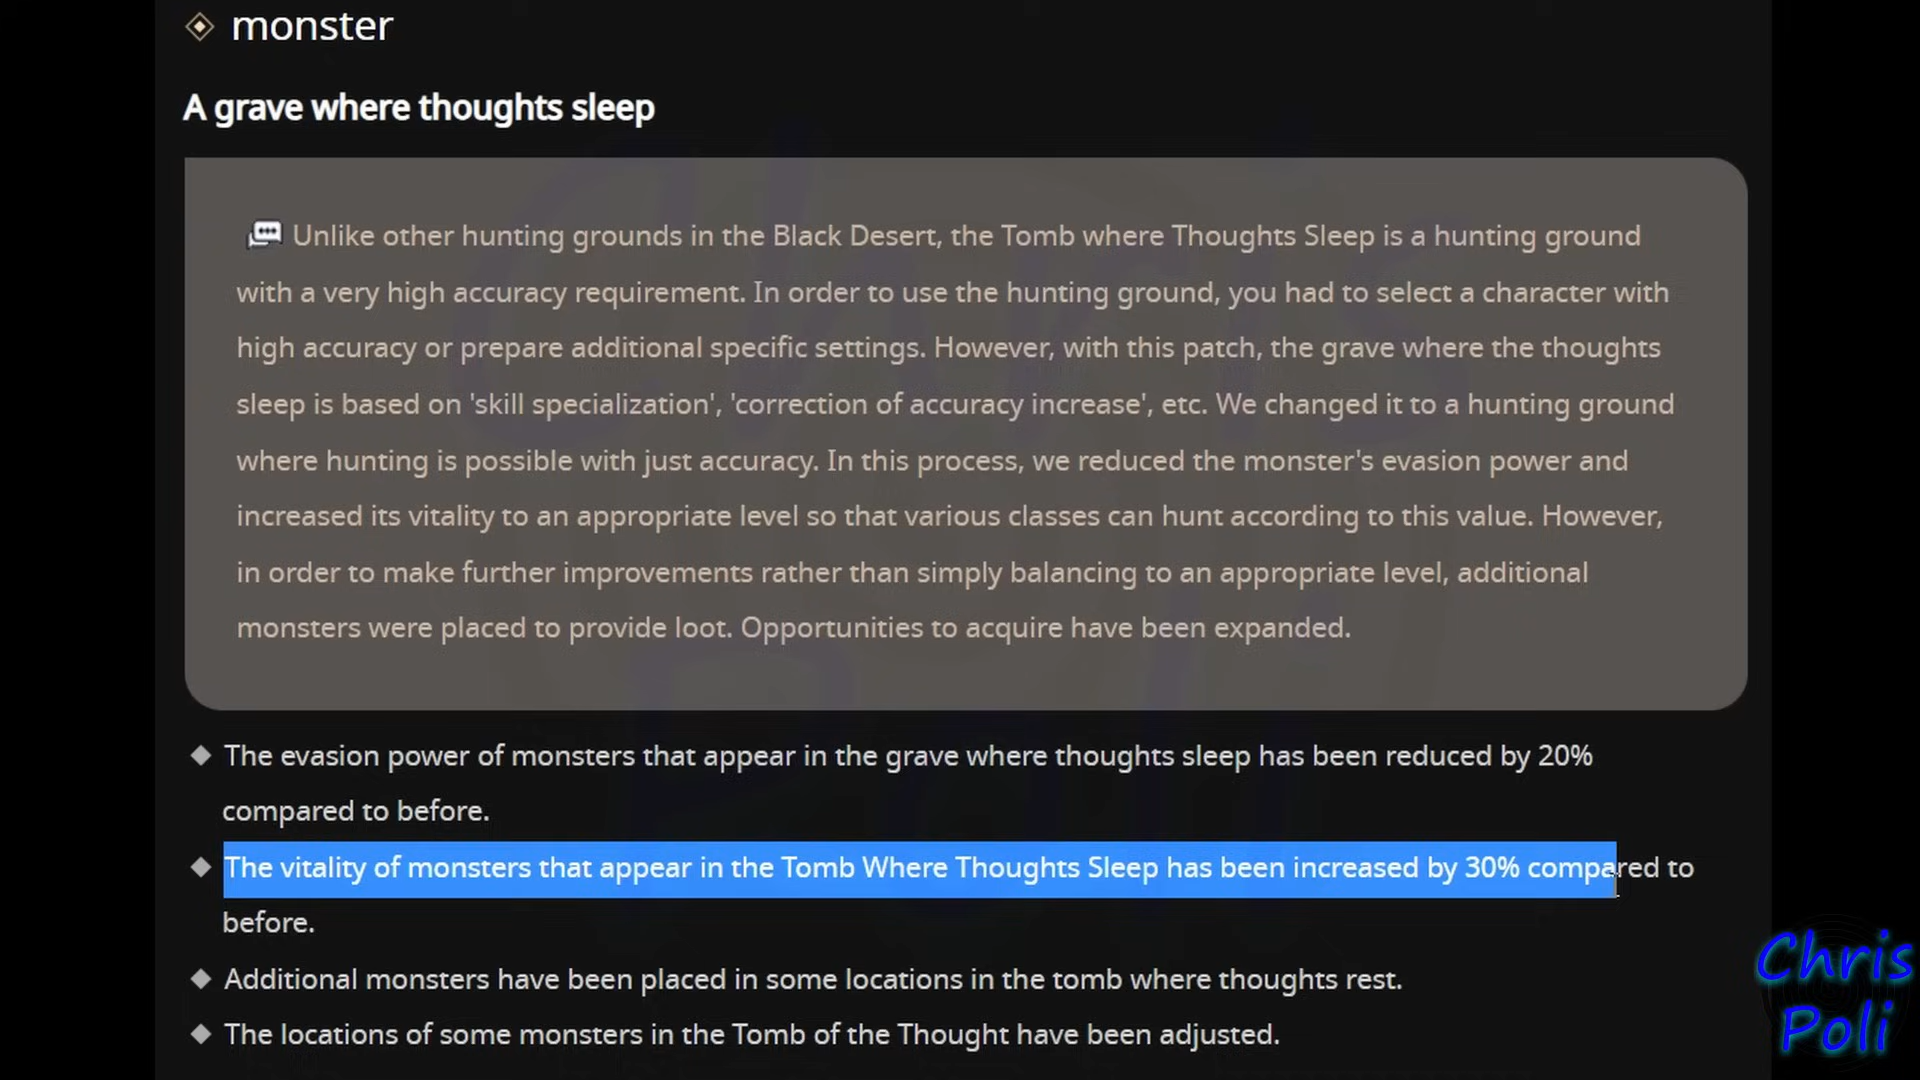 monster
A grave where thoughts sleep
Unlike other hunting grounds in the Black Desert, the Tomb where Thoughts Sleep is a hunting ground
with a very high accuracy requirement. In order to use the hunting ground, you had to select a character with
high accuracy or prepare additional specific settings. However, with this patch, the grave where the thoughts
sleep is based on 'skill specialization', 'correction of accuracy increase', etc. We changed it to a hunting ground
where hunting is possible with just accuracy. In this process, we reduced the monster's evasion power and
increased its vitality to an appropriate level so that various classes can hunt according to this value. However,
in order to make further improvements rather than simply balancing to an appropriate level, additional
monsters were placed to provide loot. Opportunities to acquire have been expanded.
The evasion power of monsters that appear in the grave where thoughts sleep has been reduced by 20%
compared to before.
The vitality of monsters that appear in the Tomb Where Thoughts Sleep has been increased by 30% compared to
before.
Additional monsters have been placed in some locations in the tomb where thoughts rest.
The locations of some monsters in the Tomb of the Thought have been adjusted.
Chris
Poli